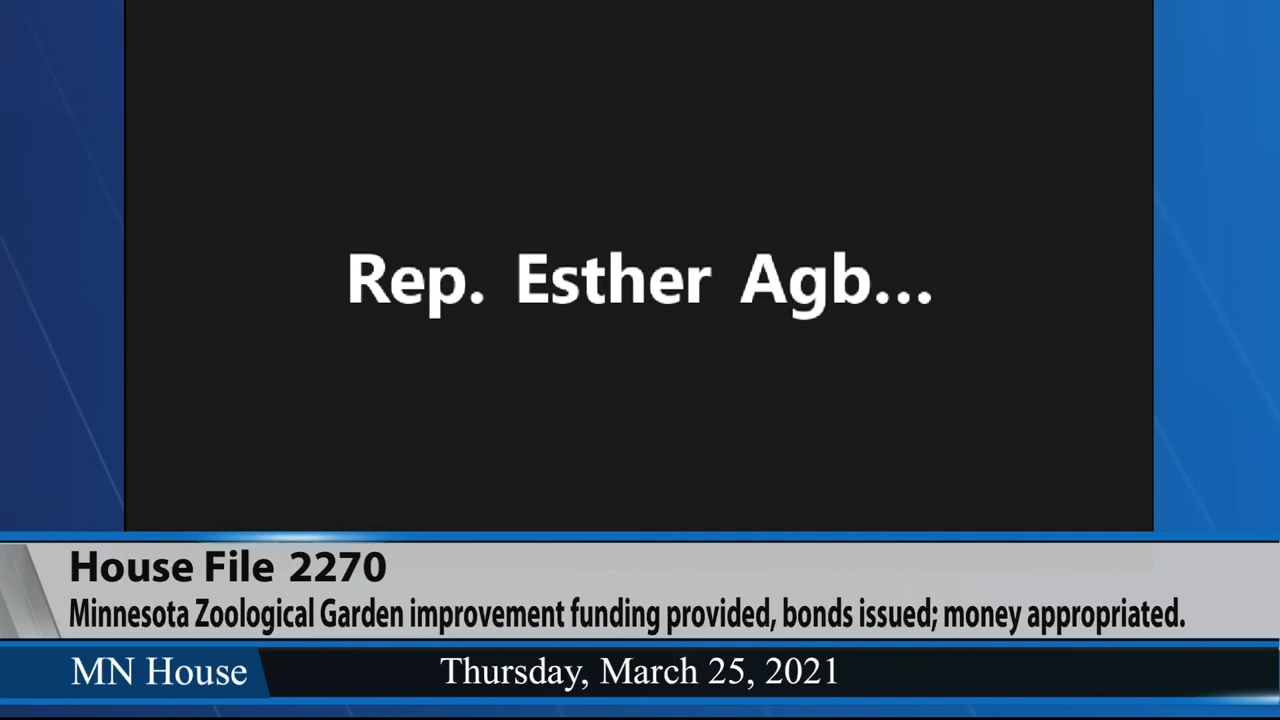 Rep. Esther Agb...
House File 2270
Minnesota Zoological Garden improvement funding provided, bonds issued; money appropriated.
MN House
Thursday, March 25, 2021